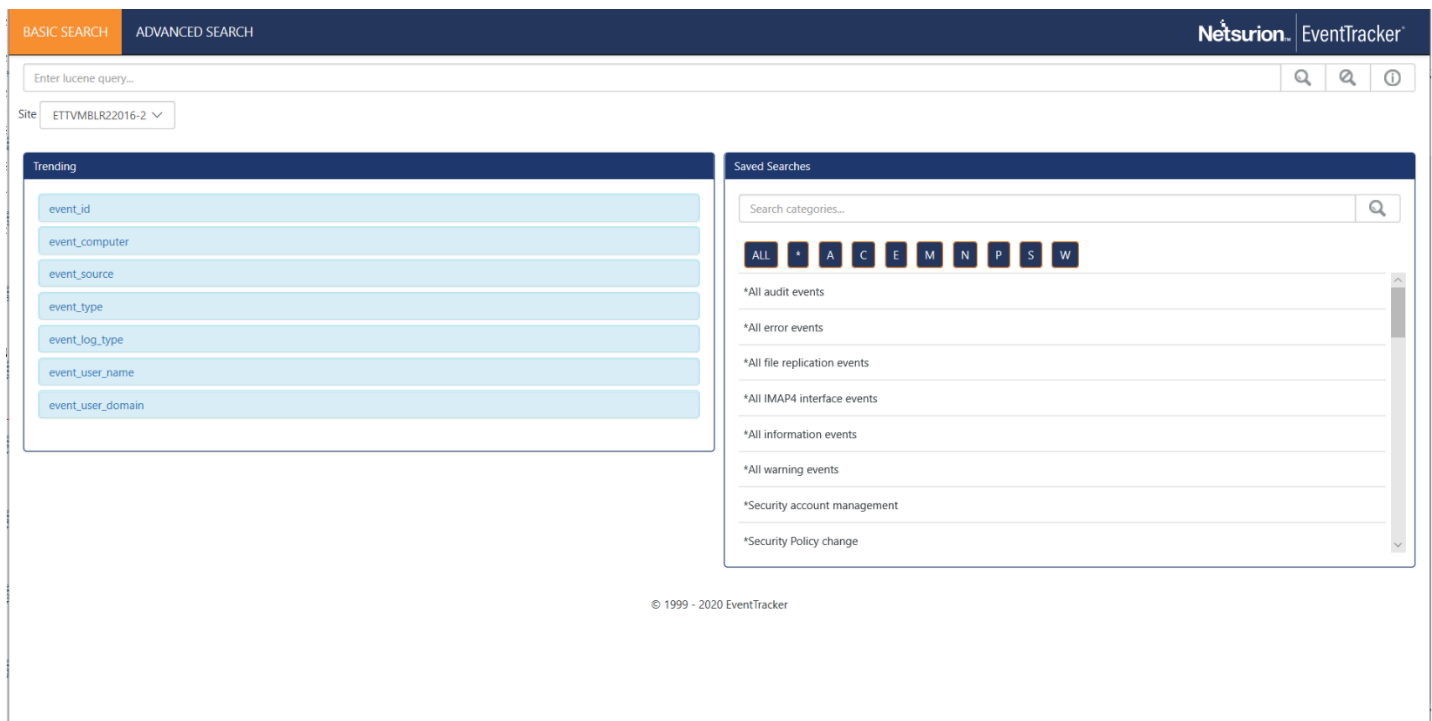 BASIC SEARCH ADVANCED SEARCH Netsurion™ EventTracker®
Enter lucene query...
Site ETTVMBLR22016-2
Trending
event_id
event_computer
event_source
event_type
event_log_type
event_user_name
event_user_domain
Saved Searches
Search categories...
ALL * A C E M N P S W
*All audit events
*All error events
*All file replication events
*All IMAP4 interface events
*All information events
*All warning events
*Security account management
*Security Policy change
© 1999 - 2020 EventTracker